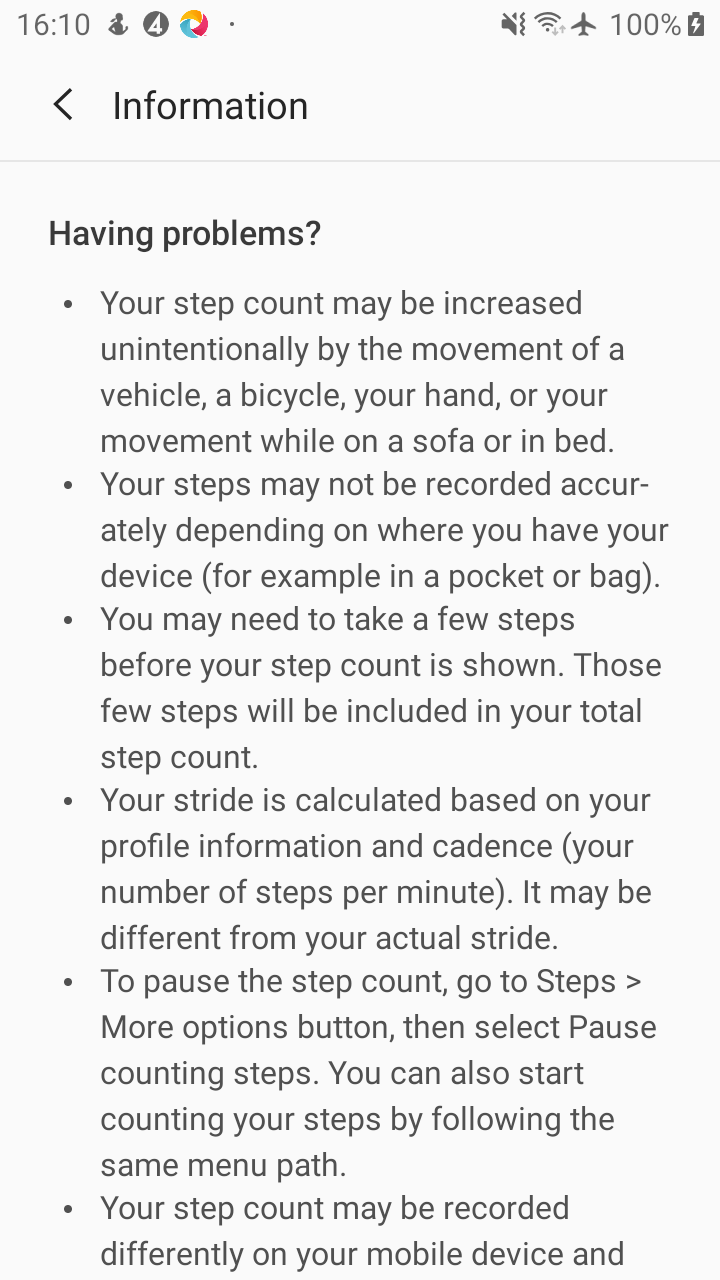 16:10
100%
Information
Having problems?
• Your step count may be increased
unintentionally by the movement of a
vehicle, a bicycle, your hand, or your
movement while on a sofa or in bed.
• Your steps may not be recorded accur-
ately depending on where you have your
device (for example in a pocket or bag).
• You may need to take a few steps
before your step count is shown. Those
few steps will be included in your total
step count.
• Your stride is calculated based on your
profile information and cadence (your
number of steps per minute). It may be
different from your actual stride.
• To pause the step count, go to Steps >
More options button, then select Pause
counting steps. You can also start
counting your steps by following the
same menu path.
• Your step count may be recorded
differently on your mobile device and